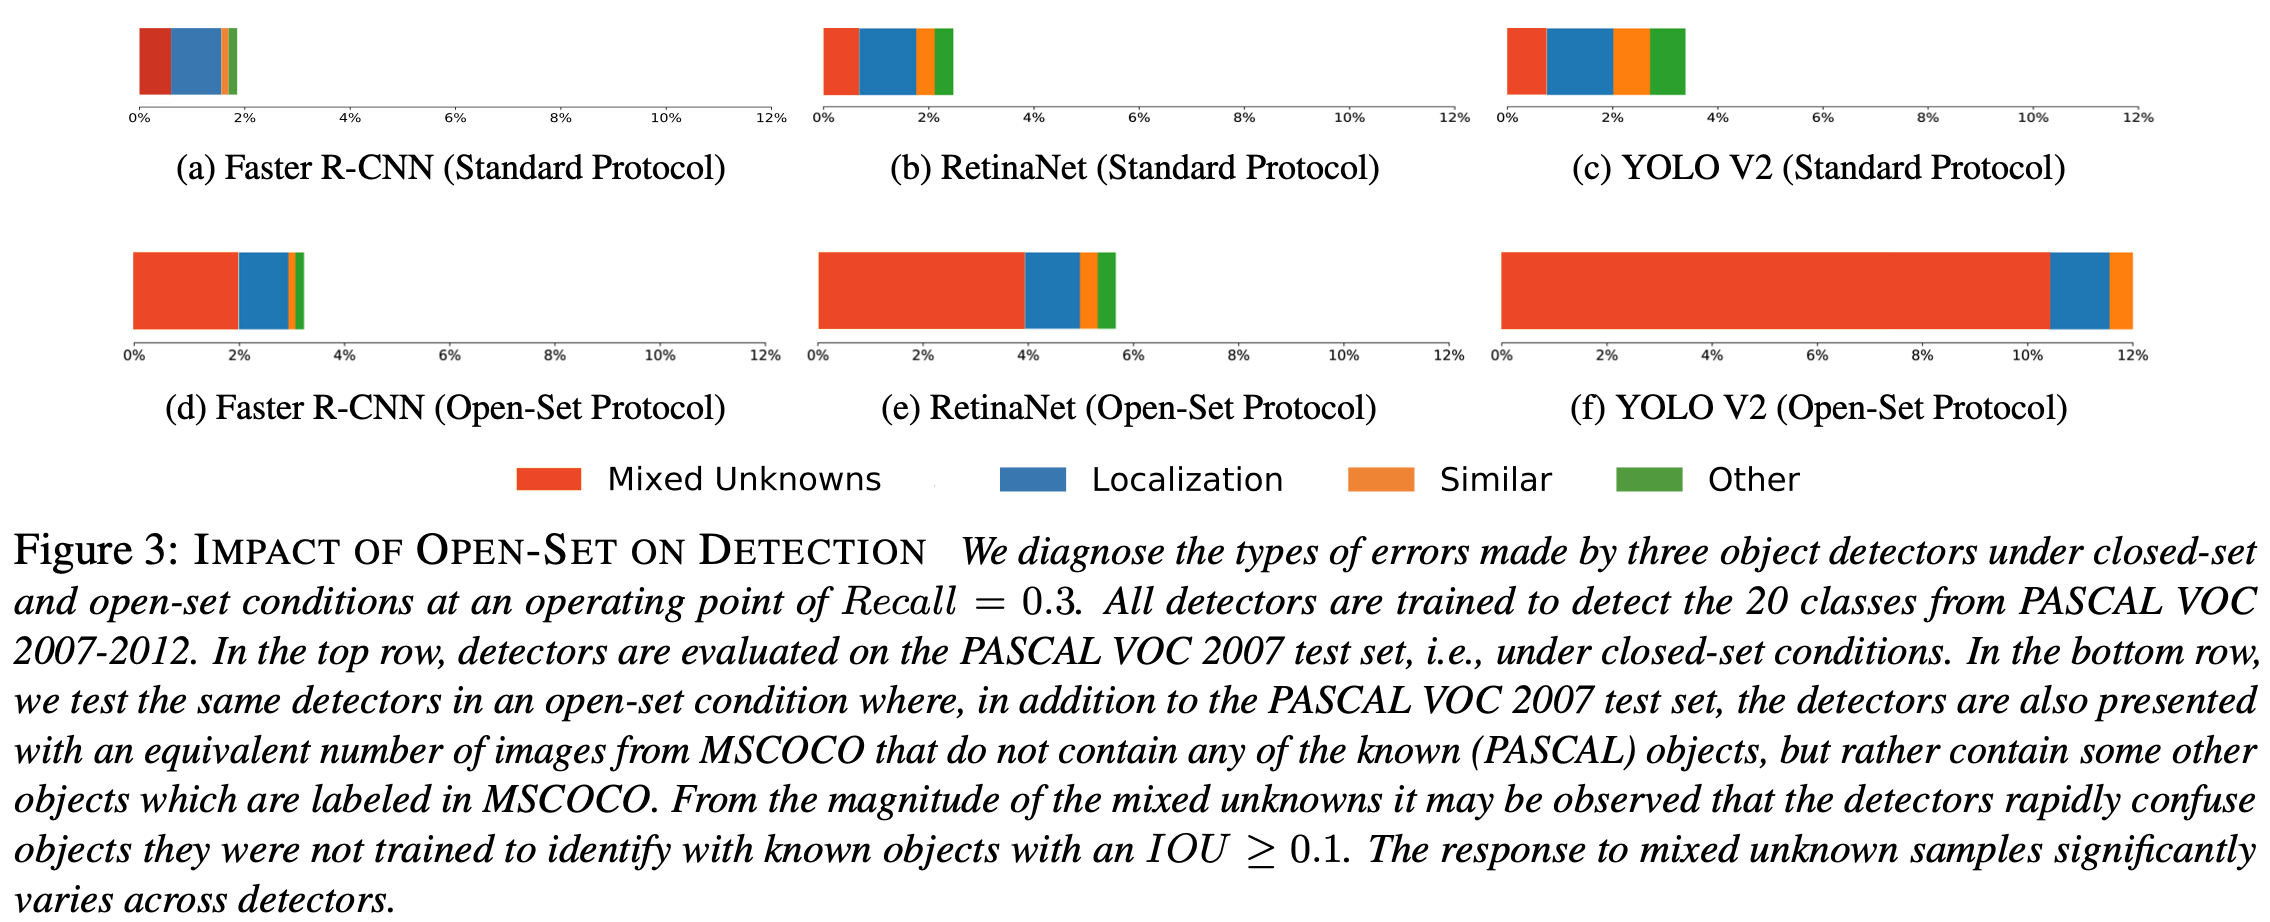 0% 2% 4% 6% 8% 10% 12%
0% 2% 4% 6% 8% 10% 12%
0% 2% 4% 6% 8% 10% 12%
(a) Faster R-CNN (Standard Protocol)
(b) RetinaNet (Standard Protocol)
(c) YOLO V2 (Standard Protocol)
0% 2% 4% 6% 8% 10% 12%
0% 2% 4% 6% 8% 10% 12%
0% 2% 4% 6% 8% 10% 12%
(d) Faster R-CNN (Open-Set Protocol)
(e) RetinaNet (Open-Set Protocol)
(f) YOLO V2 (Open-Set Protocol)
Mixed Unknowns
Localization
Similar
Other
Figure 3: IMPACT OF OPEN-SET ON DETECTION We diagnose the types of errors made by three object detectors under closed-set
and open-set conditions at an operating point of Recall = 0.3. All detectors are trained to detect the 20 classes from PASCAL VOC
2007-2012. In the top row, detectors are evaluated on the PASCAL VOC 2007 test set, i.e., under closed-set conditions. In the bottom row,
we test the same detectors in an open-set condition where, in addition to the PASCAL VOC 2007 test set, the detectors are also presented
with an equivalent number of images from MSCOCO that do not contain any of the known (PASCAL) objects, but rather contain some other
objects which are labeled in MSCOCO. From the magnitude of the mixed unknowns it may be observed that the detectors rapidly confuse
objects they were not trained to identify with known objects with an IOU ≥ 0.1. The response to mixed unknown samples significantly
varies across detectors.